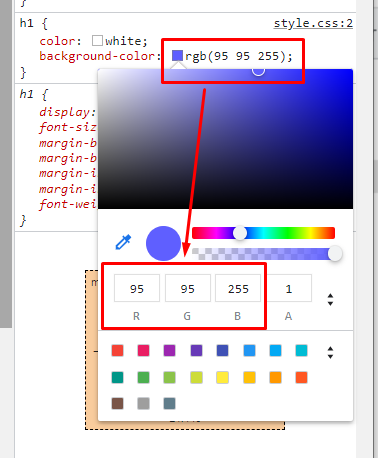 }
h1 {
style.css:2
color: white;
background-color: rgb(95 95 255);
}
h1 {
display:
font-siz
margin-b
margin-b
margin-i
margin-i
font-wei
}
95 95 255 1
R G B A
m